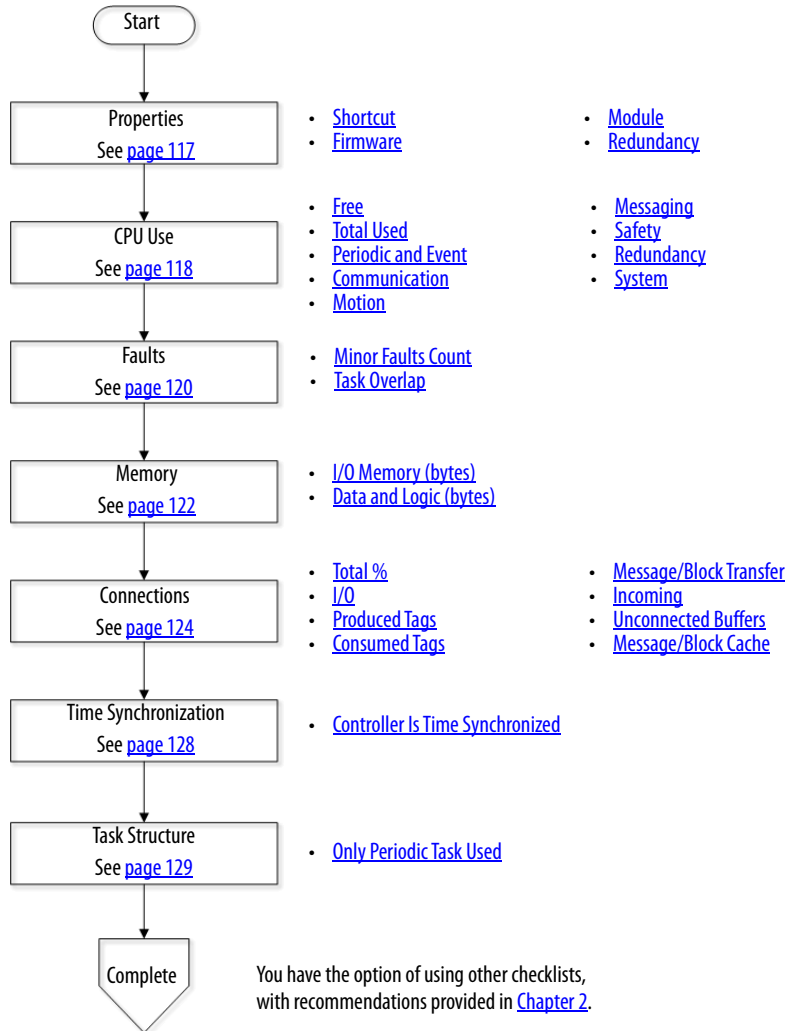 Start
Properties
See page 117
• Shortcut
• Firmware
• Module
• Redundancy
CPU Use
See page 118
• Free
• Total Used
• Periodic and Event
• Communication
• Motion
• Messaging
• Safety
• Redundancy
• System
Faults
See page 120
• Minor Faults Count
• Task Overlap
Memory
See page 122
• I/O Memory (bytes)
• Data and Logic (bytes)
Connections
See page 124
• Total %
• I/O
• Produced Tags
• Consumed Tags
• Message/Block Transfer
• Incoming
• Unconnected Buffers
• Message/Block Cache
Time Synchronization
See page 128
• Controller Is Time Synchronized
Task Structure
See page 129
• Only Periodic Task Used
Complete
You have the option of using other checklists,
with recommendations provided in Chapter 2.